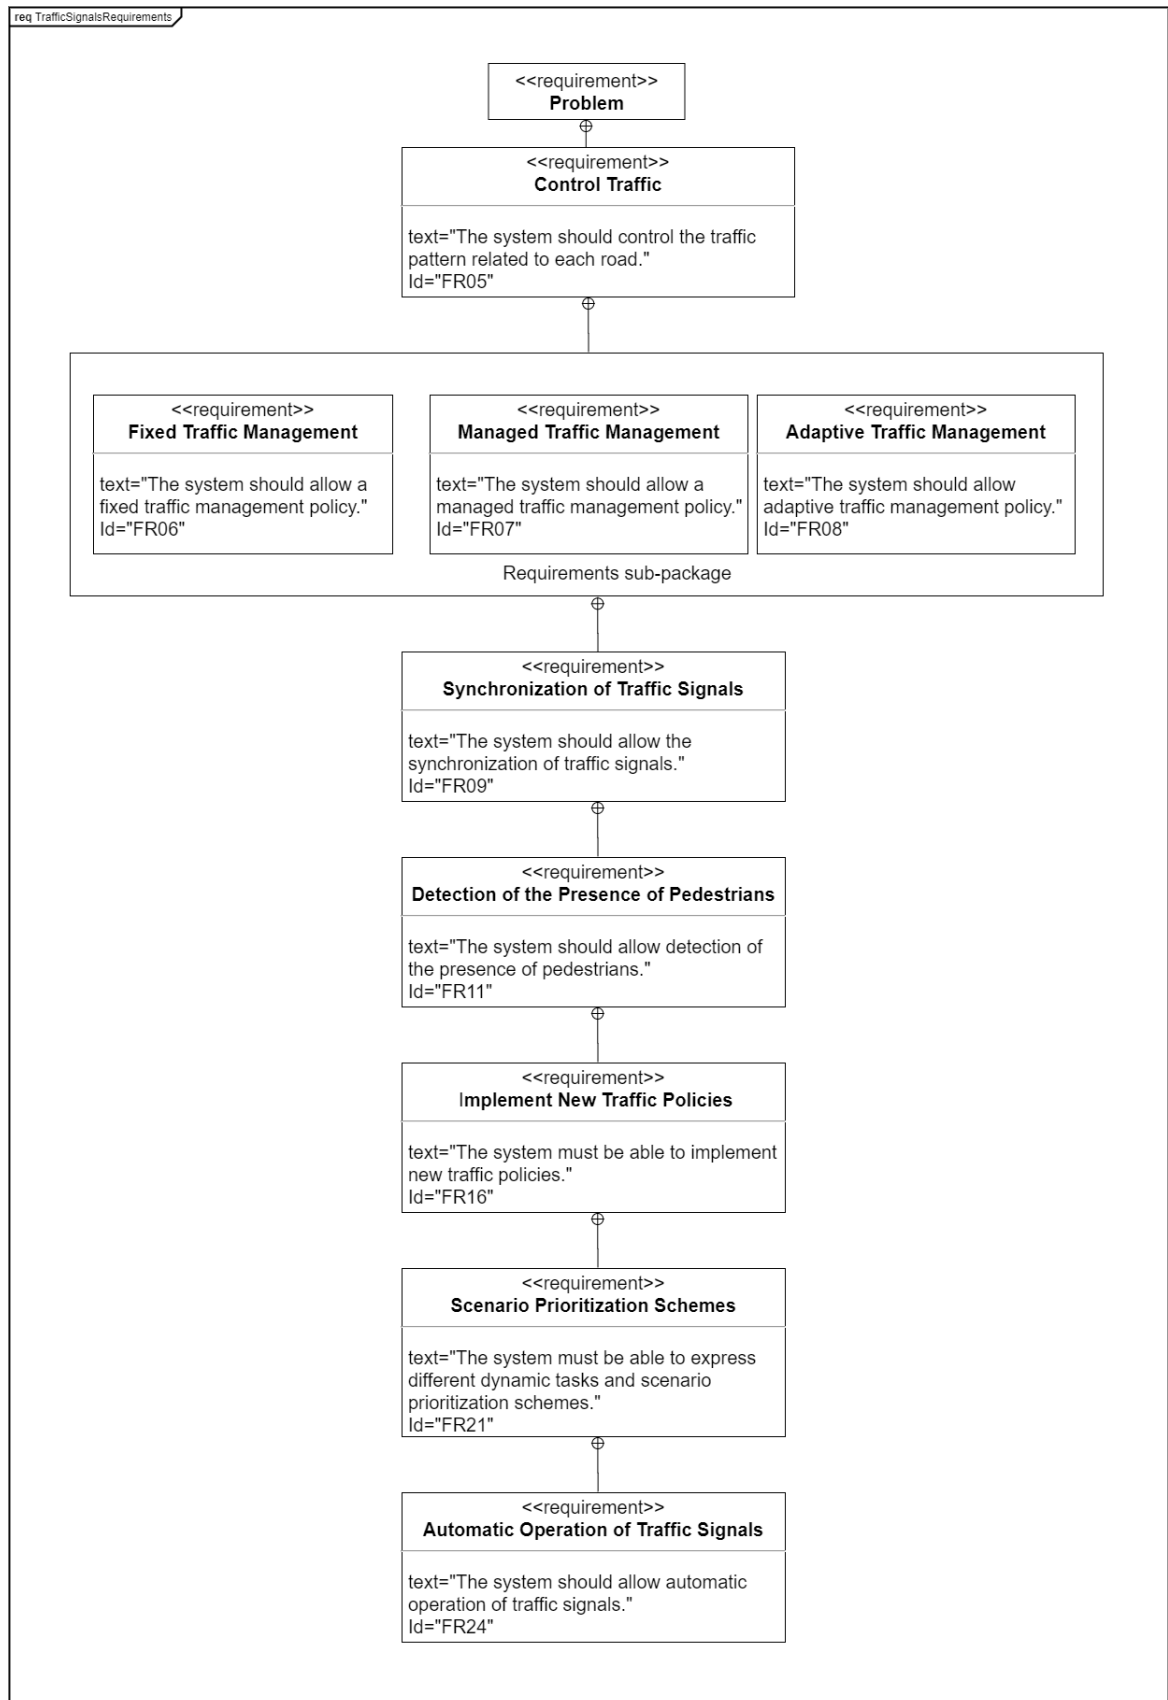 req TrafficSignalsRequirements
<<requirement>>
Problem
<<requirement>>
Control Traffic
text="The system should control the traffic
pattern related to each road."
Id="FR05"
<<requirement>>
Fixed Traffic Management
text="The system should allow a
fixed traffic management policy."
Id="FR06"
<<requirement>>
Managed Traffic Management
text="The system should allow a
managed traffic management policy."
Id="FR07"
<<requirement>>
Adaptive Traffic Management
text="The system should allow
adaptive traffic management policy."
Id="FR08"
Requirements sub-package
<<requirement>>
Synchronization of Traffic Signals
text="The system should allow the
synchronization of traffic signals."
Id="FR09"
<<requirement>>
Detection of the Presence of Pedestrians
text="The system should allow detection of
the presence of pedestrians."
Id="FR11"
<<requirement>>
Implement New Traffic Policies
text="The system must be able to implement
new traffic policies."
Id="FR16"
<<requirement>>
Scenario Prioritization Schemes
text="The system must be able to express
different dynamic tasks and scenario
prioritization schemes."
Id="FR21"
<<requirement>>
Automatic Operation of Traffic Signals
text="The system should allow automatic
operation of traffic signals."
Id="FR24"